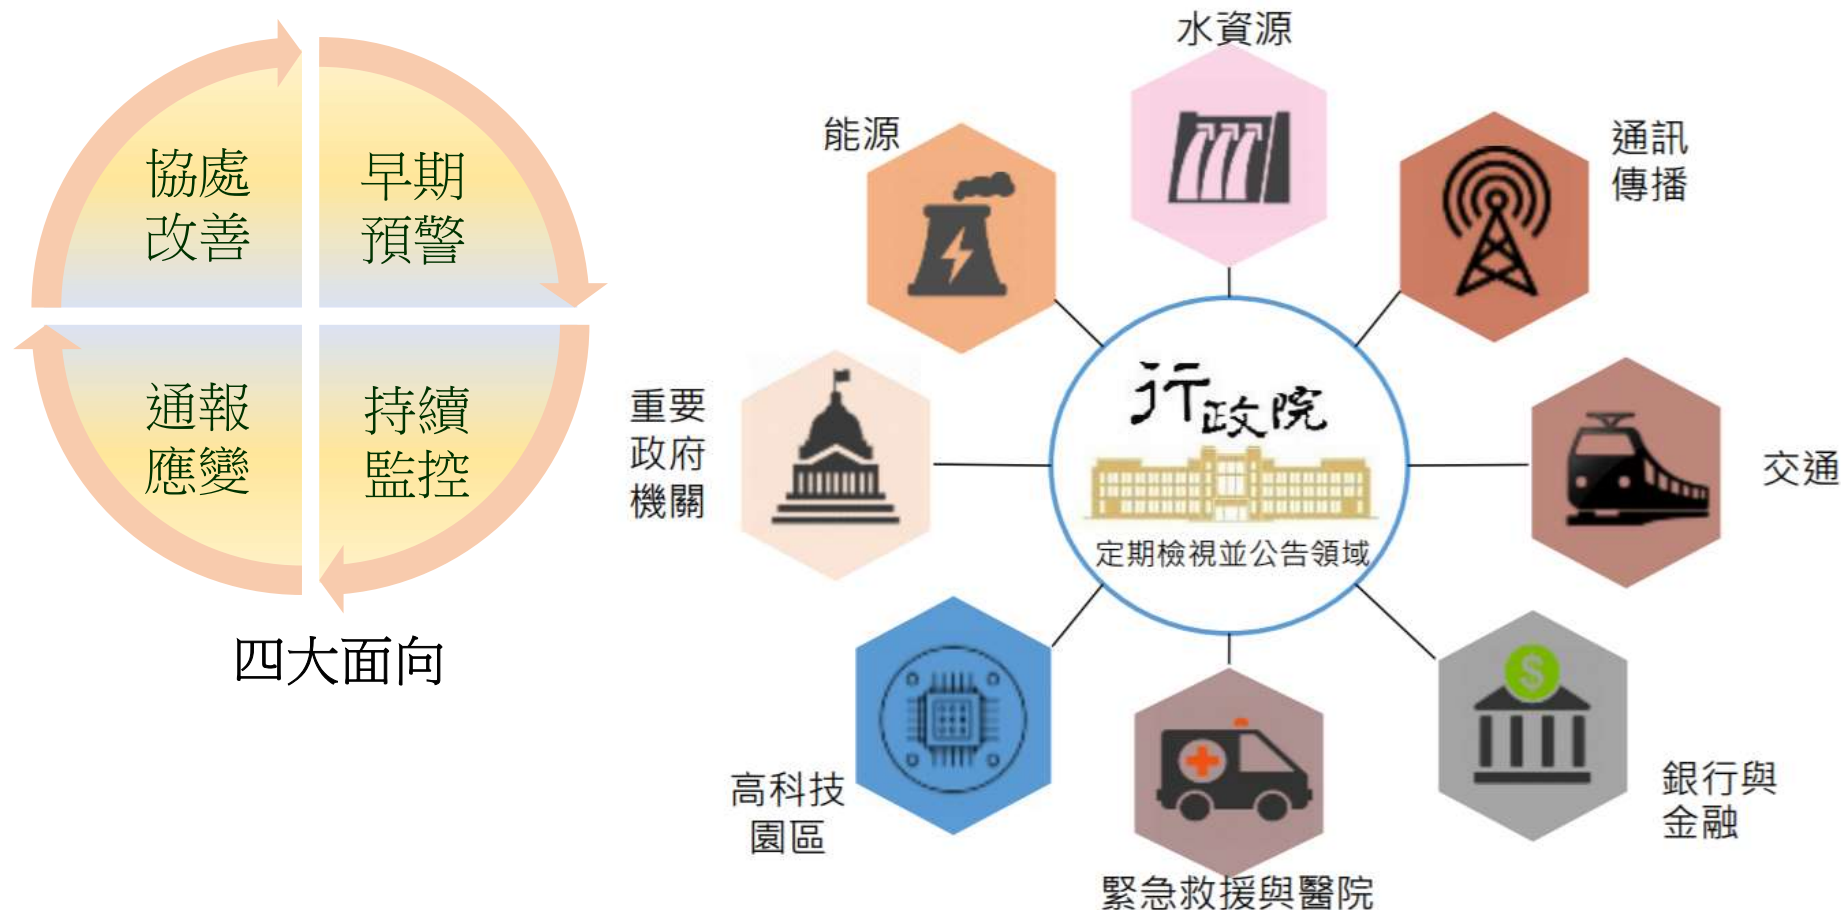 協處
改善
早期
預警
通報
應變
持續
監控
四大面向
水資源
能源
通訊
傳播
重要
政府
機關
行政院
定期檢視並公告領域
交通
高科技
園區
銀行與
金融
$
緊急救援與醫院